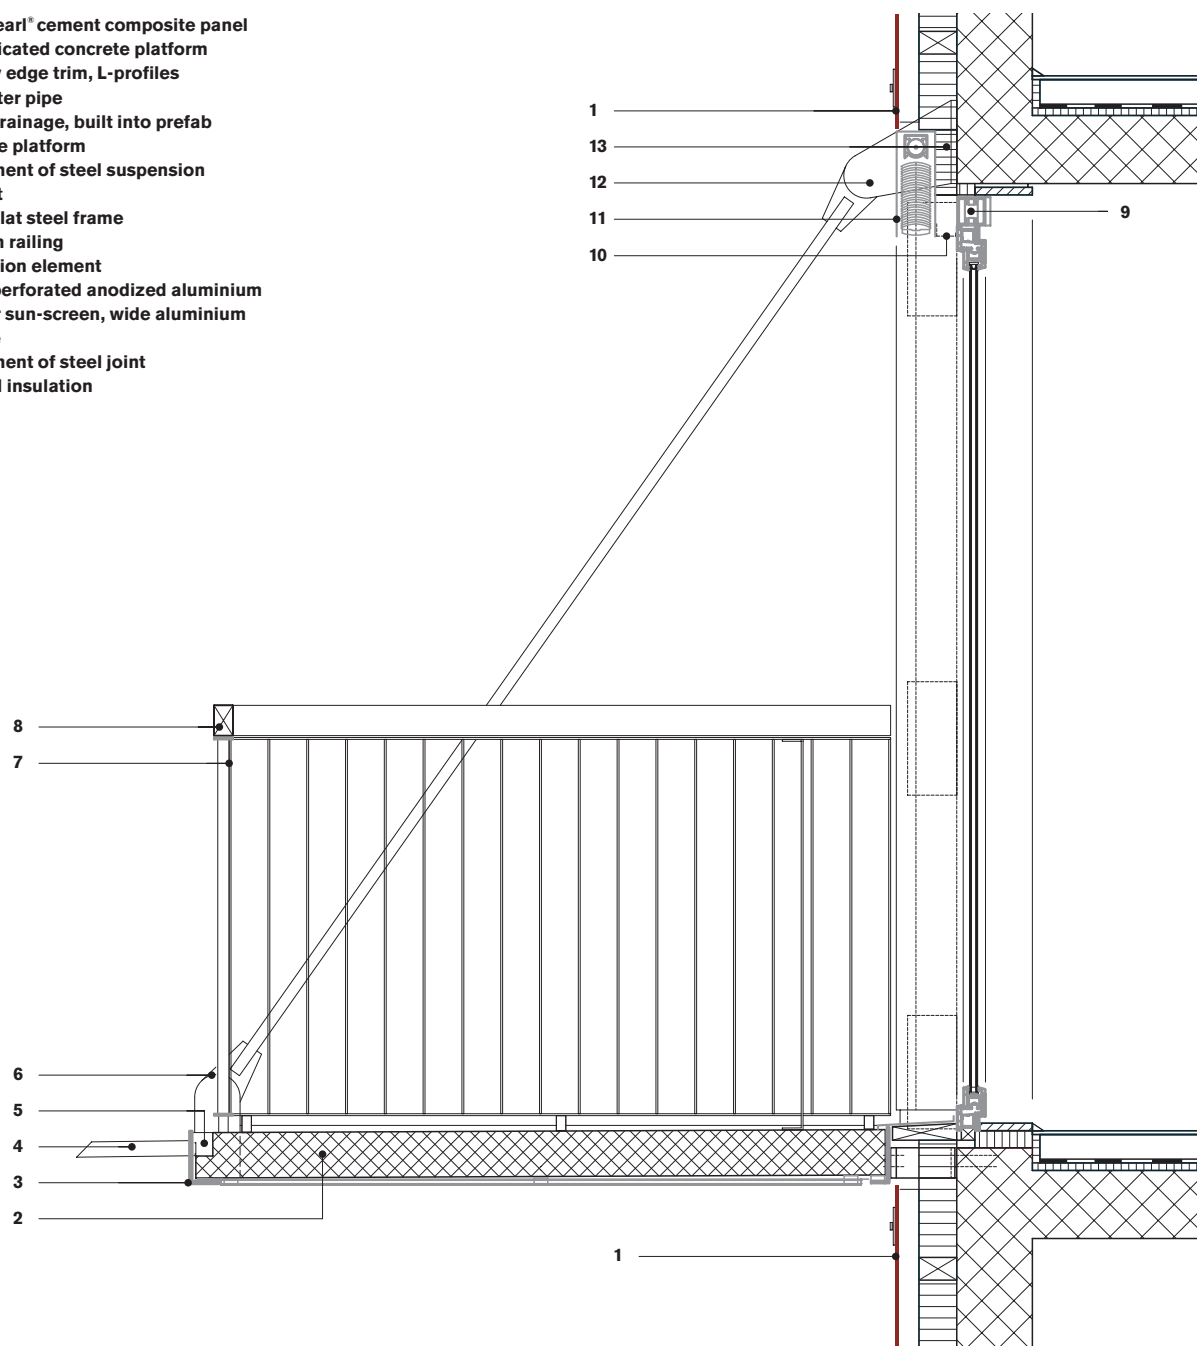 earl® cement composite panel
icated concrete platform
edge trim, L-profiles
ter pipe
rainage, built into prefab
e platform
ment of steel suspension
t
lat steel frame
n railing
ion element
perforated anodized aluminium
sun-screen, wide aluminium
ment of steel joint
insulation
1
13
12
11
10
9
8
7
6
5
4
3
2
1